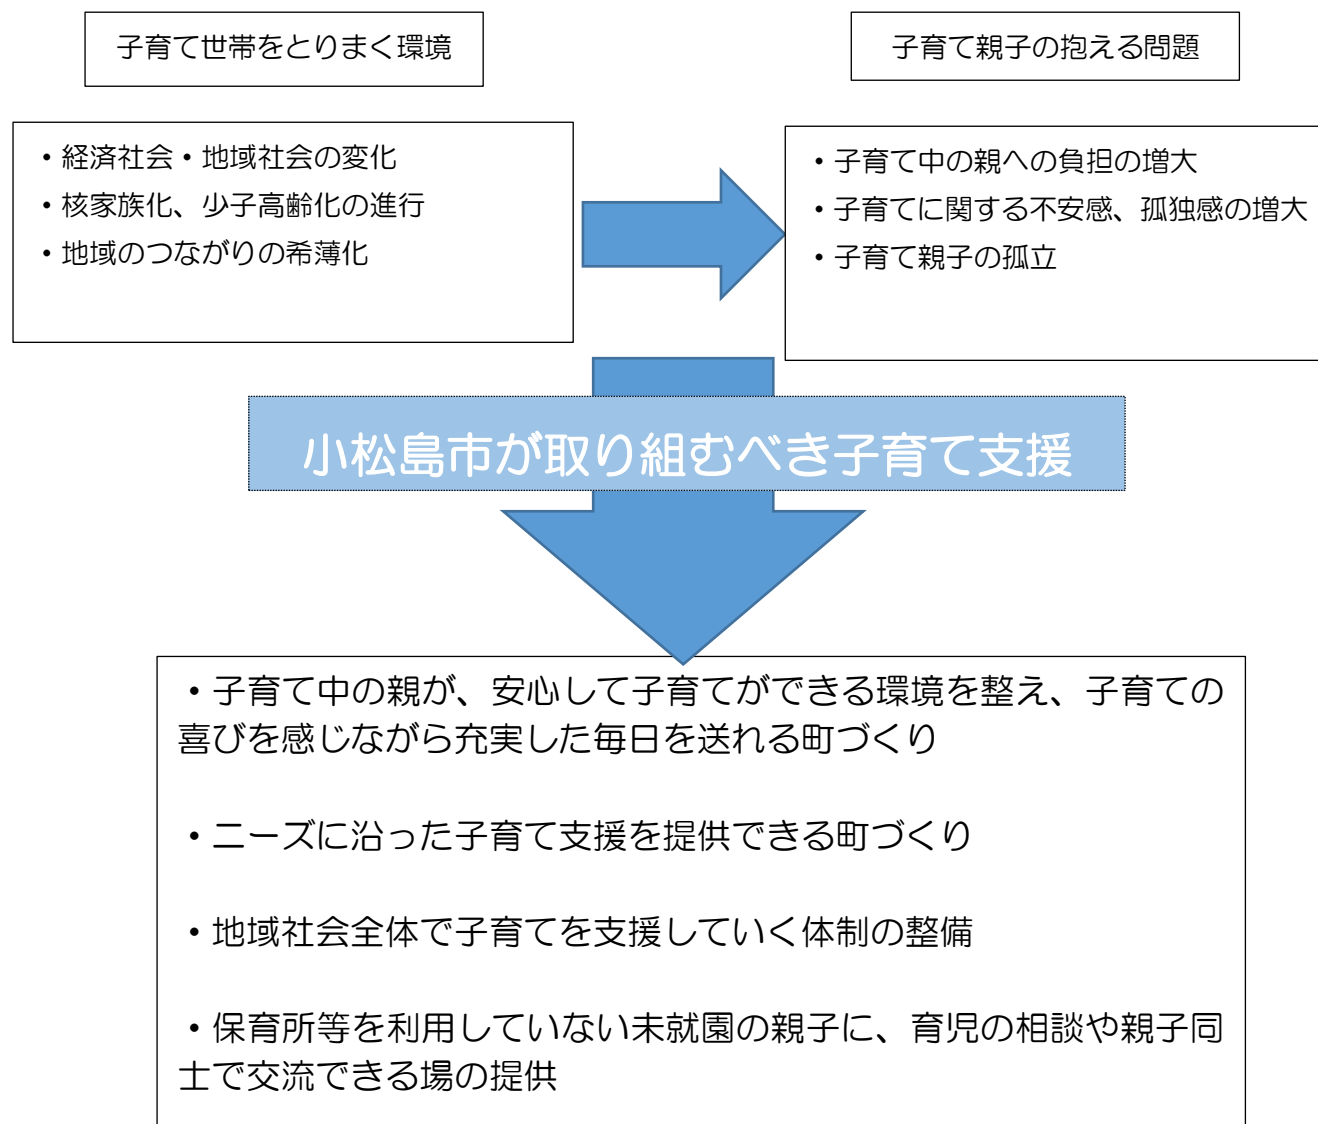 子育て世帯をとりまく環境
子育て親子の抱える問題
・経済社会・地域社会の変化
・核家族化、少子高齢化の進行
・地域のつながりの希薄化
・子育て中の親への負担の増大
・子育てに関する不安感、孤独感の増大
・子育て親子の孤立
小松島市が取り組むべき子育て支援
・子育て中の親が、安心して子育てができる環境を整え、子育ての
喜びを感じながら充実した毎日を送れる町づくり
・ニーズに沿った子育て支援を提供できる町づくり
・地域社会全体で子育てを支援していく体制の整備
・保育所等を利用していない未就園の親子に、育児の相談や親子同
士で交流できる場の提供